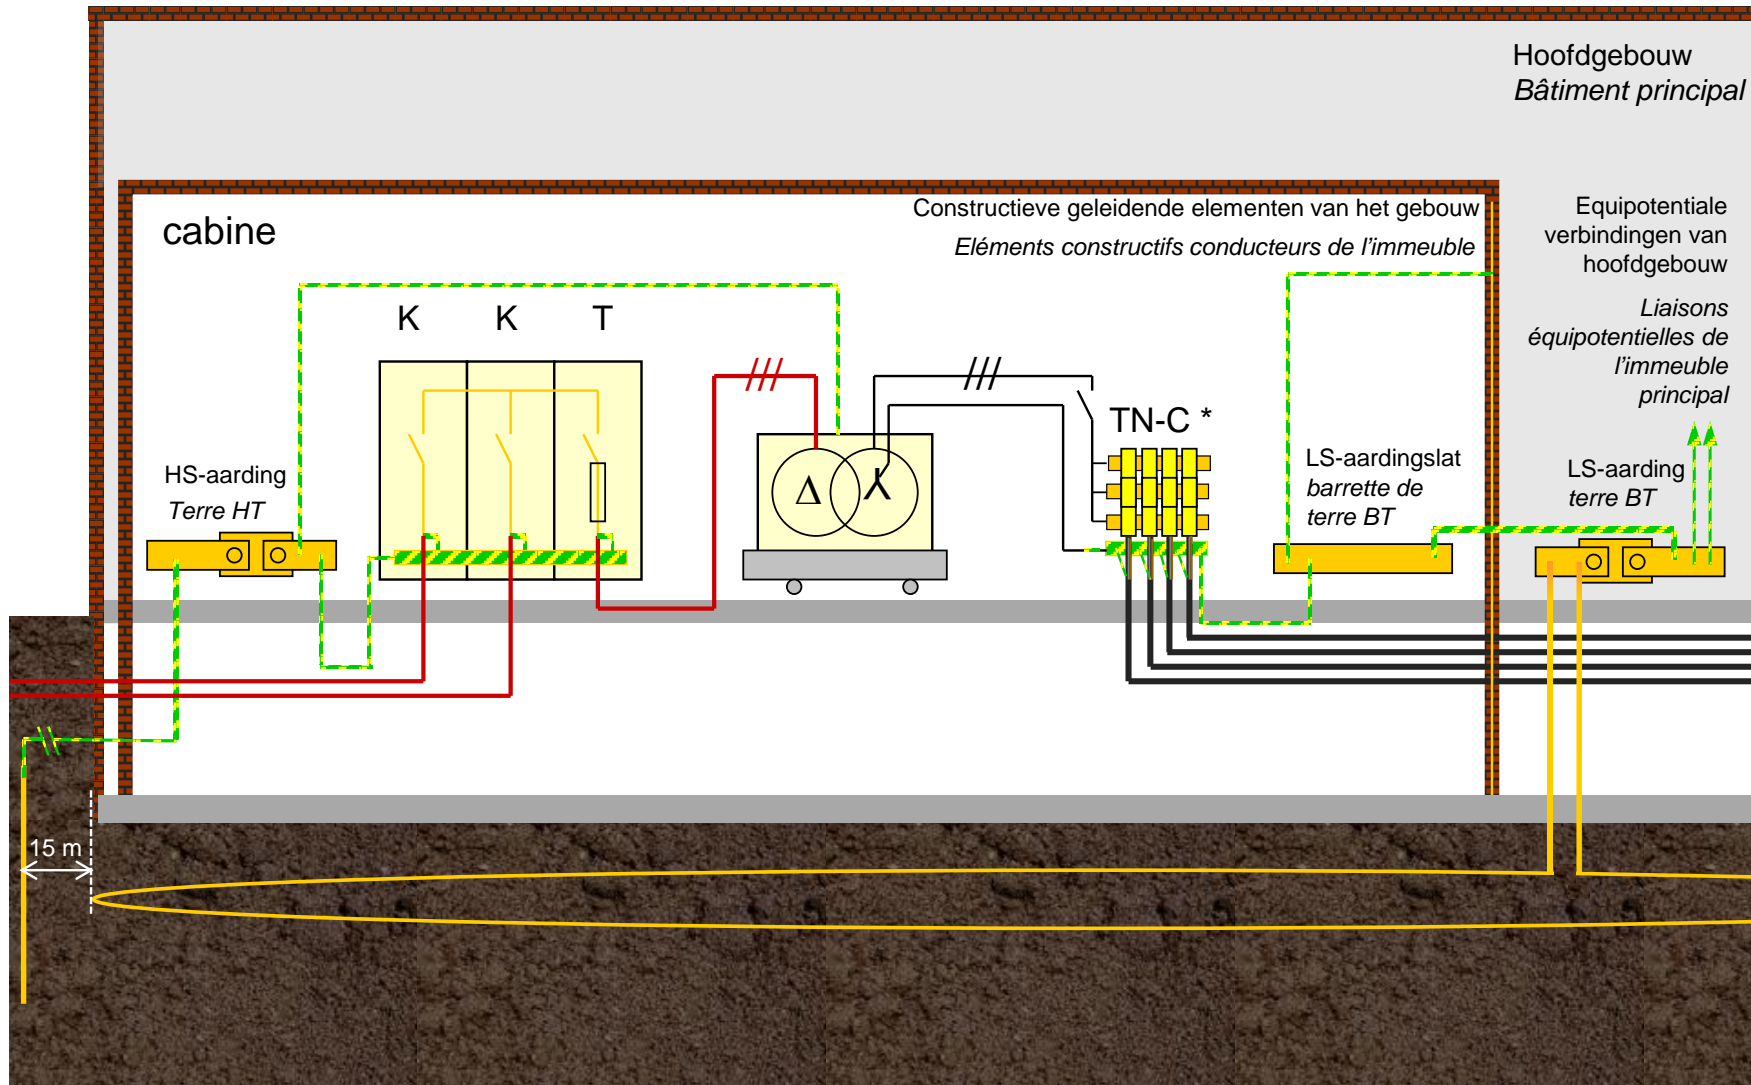 Hoofdgebouw
Bâtiment principal
cabine
Constructieve geleidende elementen van het gebouw
Eléments constructifs conducteurs de l'immeuble
Equipotentiale
verbindingen van
hoofdgebouw
Liaisons
équipotentielles de
l'immeuble
principal
K K T
TN-C *
HS-aarding
Terre HT
Δ
LS-aardingslat
barrette de
terre BT
LS-aarding
terre BT
15 m